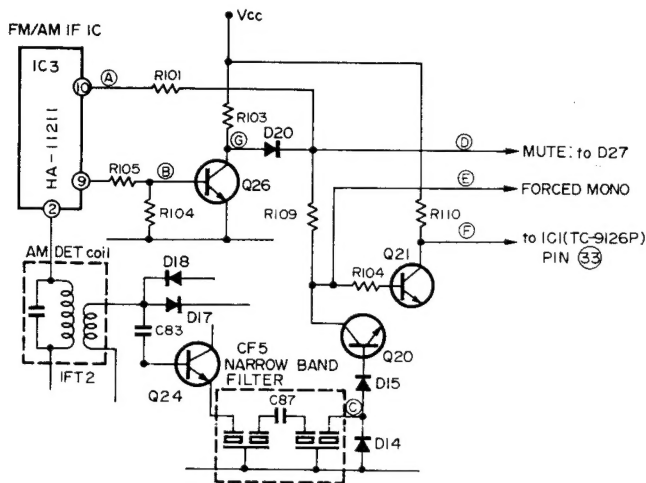 Vcc
FM/AM IF IC
IC3
HA-11211
10
A
R101
R103
G
D20
D
MUTE: to D27
9
R105
B
Q26
E
FORCED MONO
2
R104
R109
R110
F
to IC1(TC-9126P)
PIN 33
AM DET coil
Q21
R104
D18
D17
C83
IFT2
Q24
CF5
NARROW BAND
FILTER
C87
Q20
D15
C
D14